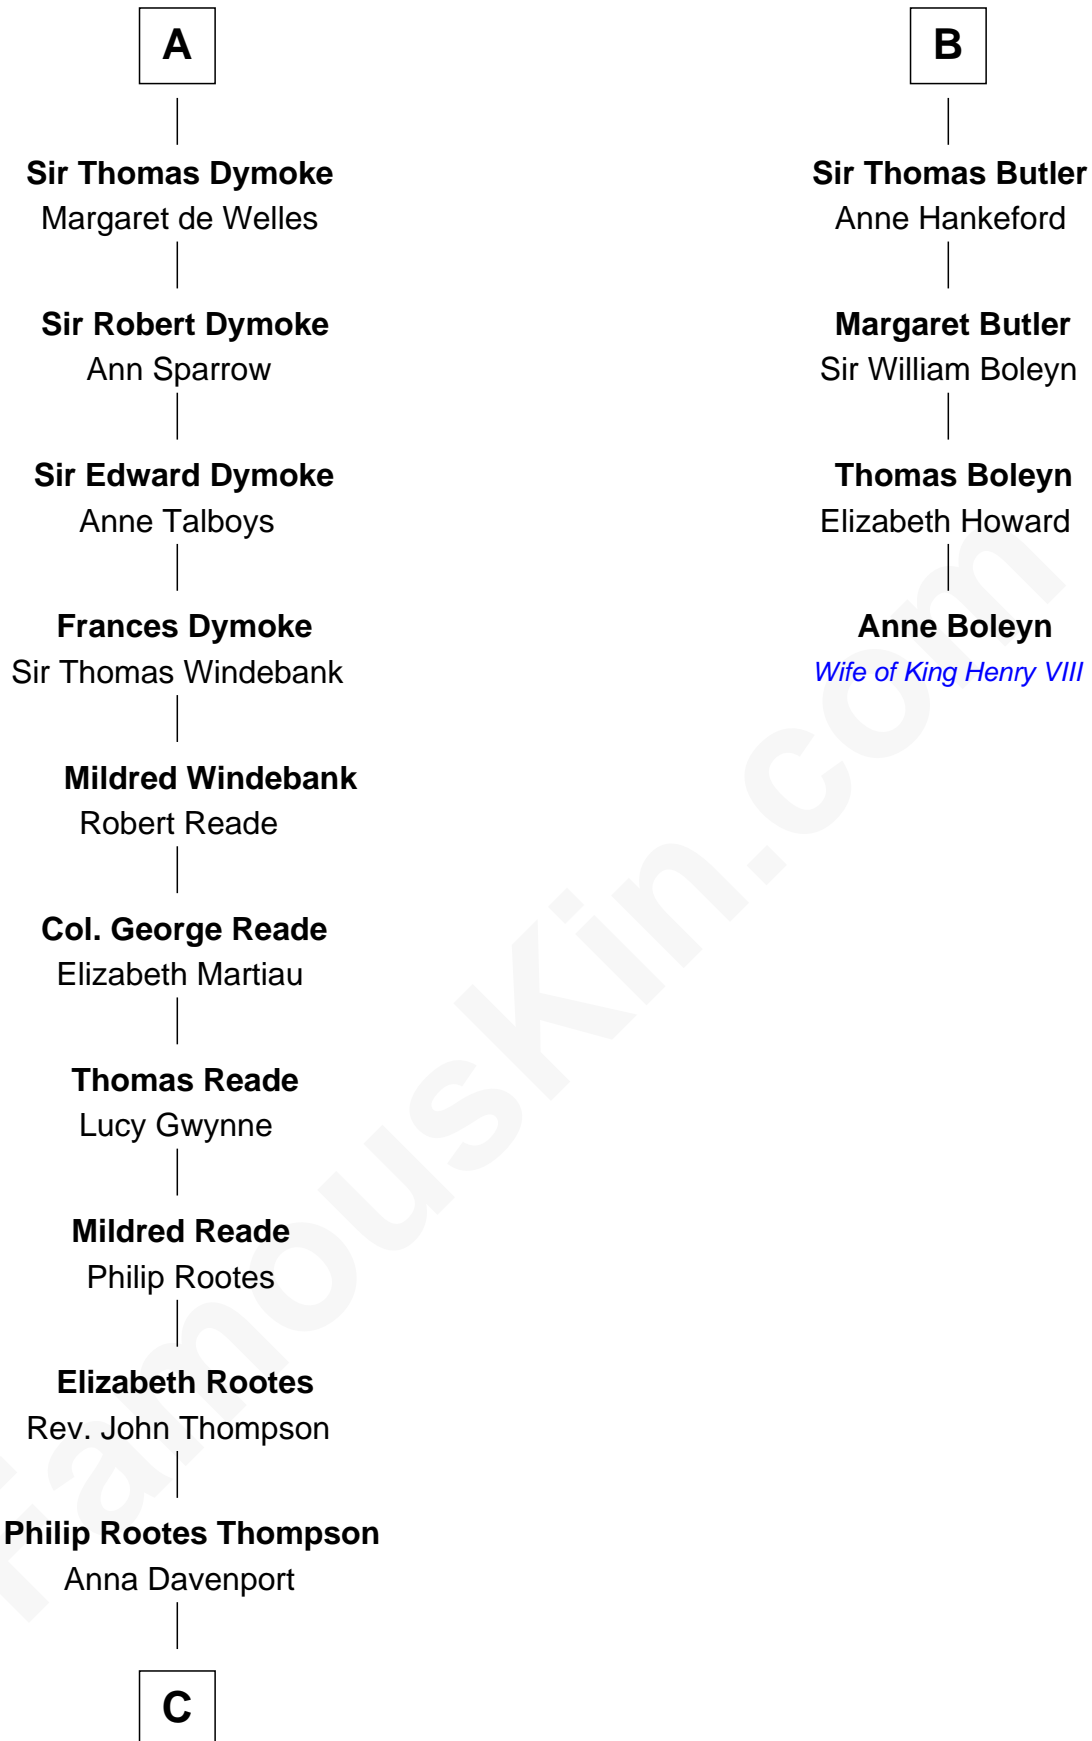 A
Sir Thomas Dymoke
Margaret de Welles
Sir Robert Dymoke
Ann Sparrow
Sir Edward Dymoke
Anne Talboys
Frances Dymoke
Sir Thomas Windebank
Mildred Windebank
Robert Reade
Col. George Reade
Elizabeth Martiau
Thomas Reade
Lucy Gwynne
Mildred Reade
Philip Rootes
Elizabeth Rootes
Rev. John Thompson
Philip Rootes Thompson
Anna Davenport
C
B
Sir Thomas Butler
Anne Hankeford
Margaret Butler
Sir William Boleyn
Thomas Boleyn
Elizabeth Howard
Anne Boleyn
Wife of King Henry VIII
FamousKin.com